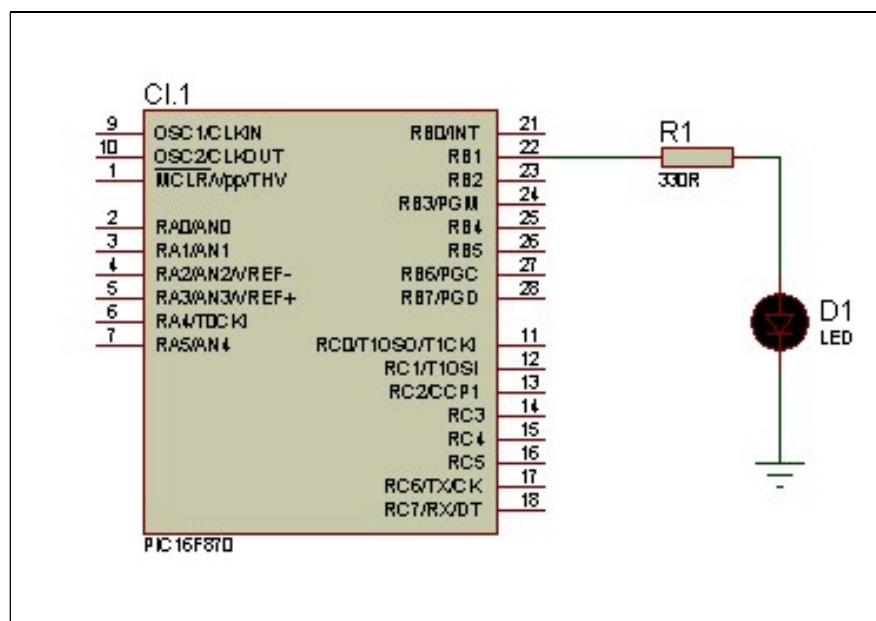 CI.1
9 OSC1/CLKIN
10 OSC2/CLKOUT
1 MCLR/Vpp/THV
2 RA0/AN0
3 RA1/AN1
4 RA2/AN2/VREF-
5 RA3/AN3/VREF+
6 RA4/T0CKI
7 RA5/AN4
RB0/INT 21
RB1 22
RB2 23
RB3/PGM 24
RB4 25
RB5 26
RB6/PGC 27
RB7/PGD 28
RC0/T1OSO/T1CKI 11
RC1/T1OSI 12
RC2/CCP1 13
RC3 14
RC4 15
RC5 16
RC6/TX/CK 17
RC7/RX/DT 18
PIC16F870
R1
330R
D1
LED